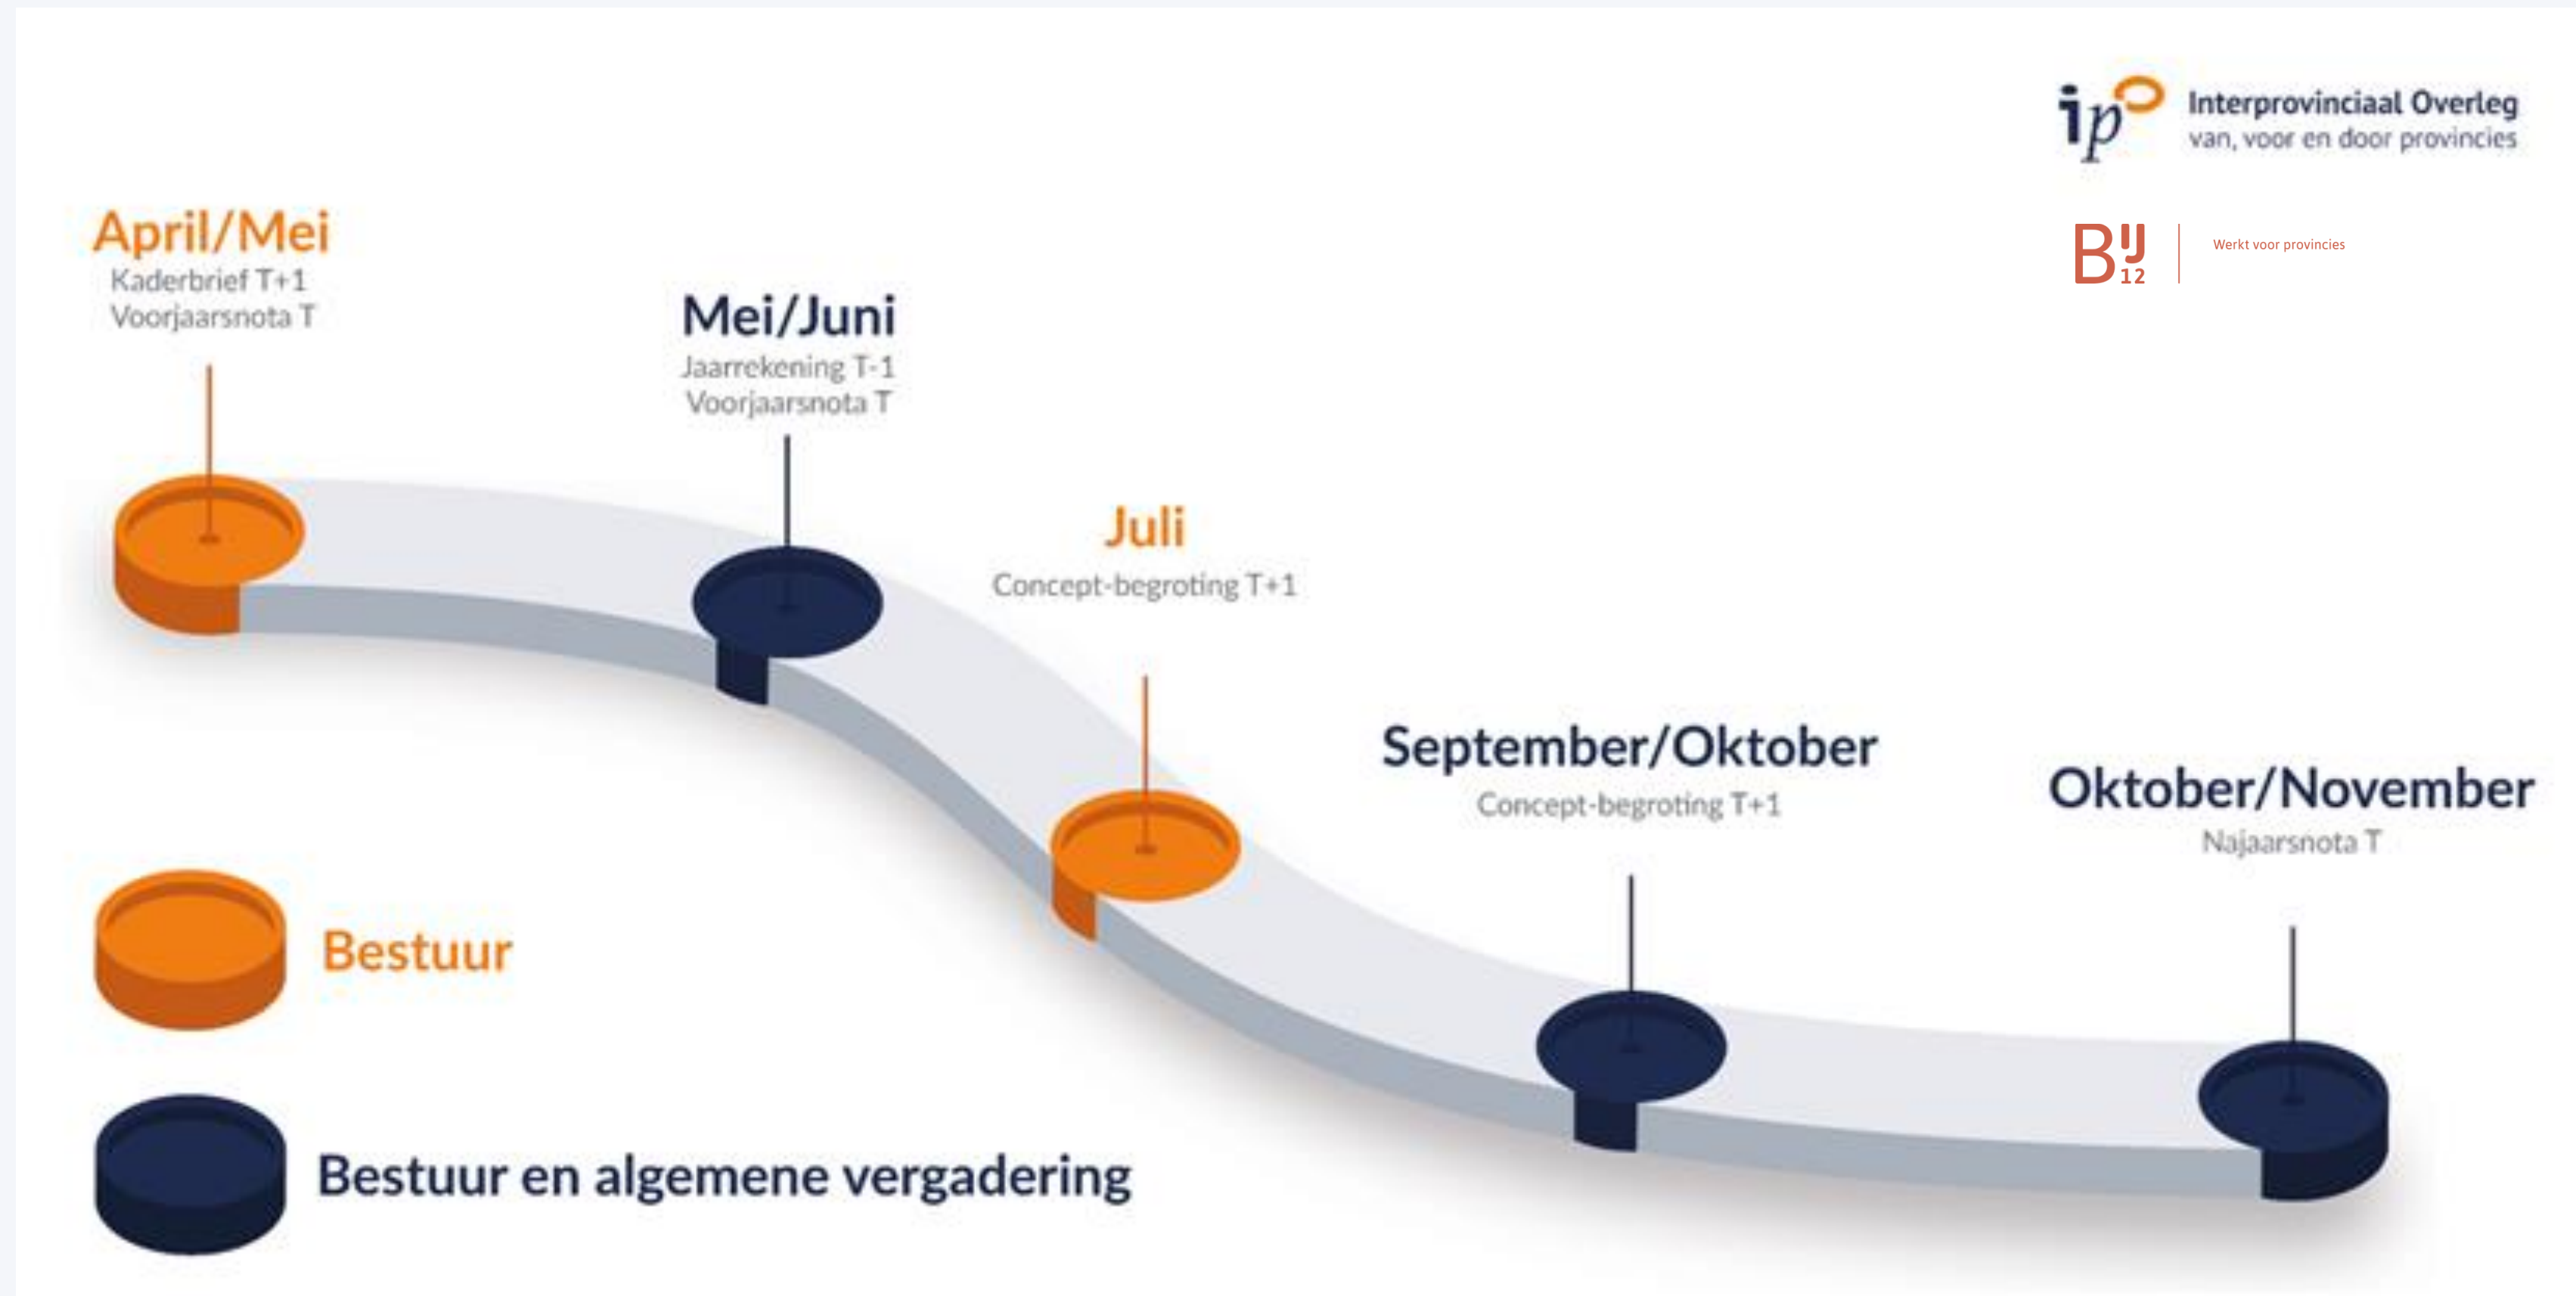 ipo Interprovinciaal Overleg
van, voor en door provincies
BIJ12 Werkt voor provincies
April/Mei
Kaderbrief T+1
Voorjaarsnota T
Mei/Juni
Jaarrekening T-1
Voorjaarsnota T
Juli
Concept-begroting T+1
September/Oktober
Concept-begroting T+1
Oktober/November
Najaarsnota T
Bestuur
Bestuur en algemene vergadering